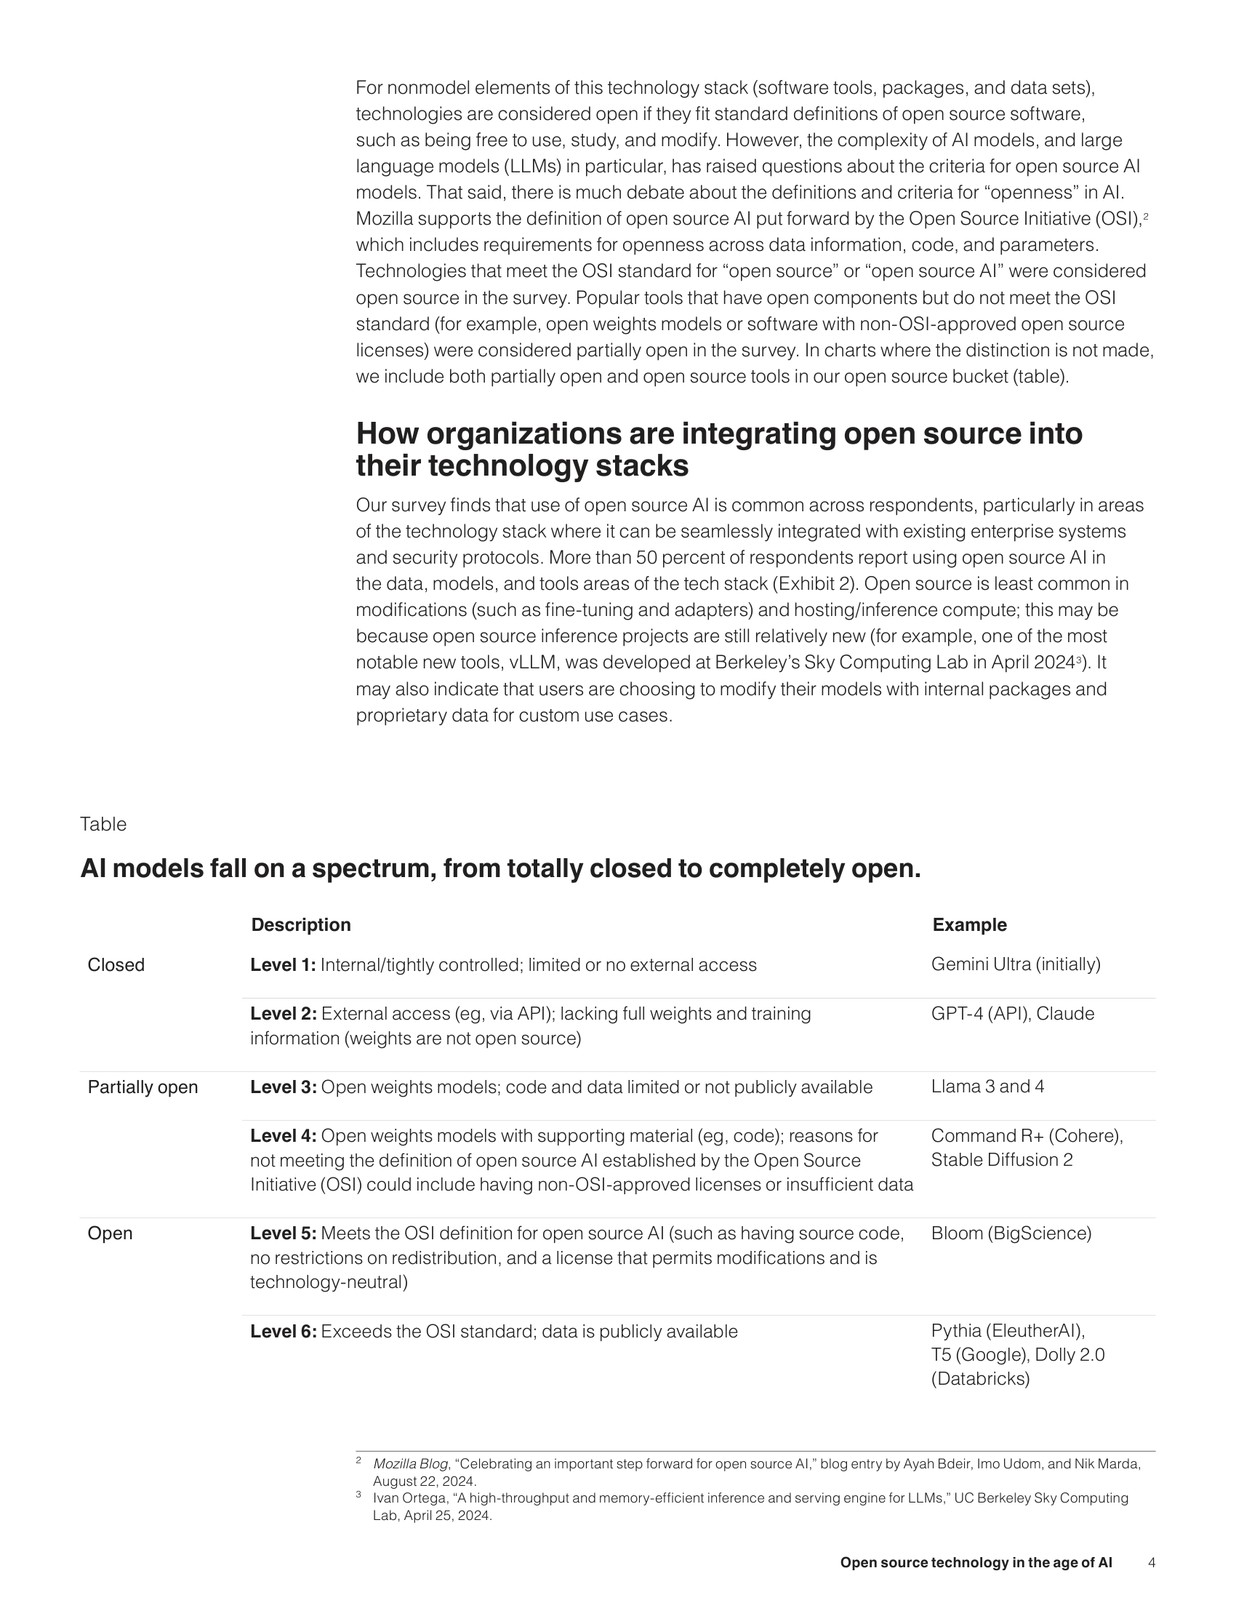 For nonmodel elements of this technology stack (software tools, packages, and data sets),
technologies are considered open if they fit standard definitions of open source software,
such as being free to use, study, and modify. However, the complexity of AI models, and large
language models (LLMs) in particular, has raised questions about the criteria for open source AI
models. That said, there is much debate about the definitions and criteria for “openness” in AI.
Mozilla supports the definition of open source AI put forward by the Open Source Initiative (OSI),2
which includes requirements for openness across data information, code, and parameters.
Technologies that meet the OSI standard for “open source” or “open source AI” were considered
open source in the survey. Popular tools that have open components but do not meet the OSI
standard (for example, open weights models or software with non-OSI-approved open source
licenses) were considered partially open in the survey. In charts where the distinction is not made,
we include both partially open and open source tools in our open source bucket (table).
How organizations are integrating open source into
their technology stacks
Our survey finds that use of open source AI is common across respondents, particularly in areas
of the technology stack where it can be seamlessly integrated with existing enterprise systems
and security protocols. More than 50 percent of respondents report using open source AI in
the data, models, and tools areas of the tech stack (Exhibit 2). Open source is least common in
modifications (such as fine-tuning and adapters) and hosting/inference compute; this may be
because open source inference projects are still relatively new (for example, one of the most
notable new tools, vLLM, was developed at Berkeley’s Sky Computing Lab in April 20243). It
may also indicate that users are choosing to modify their models with internal packages and
proprietary data for custom use cases.
Table
AI models fall on a spectrum, from totally closed to completely open.
Description Example
Closed Level 1: Internal/tightly controlled; limited or no external access Gemini Ultra (initially)
Level 2: External access (eg, via API); lacking full weights and training GPT-4 (API), Claude
information (weights are not open source)
Partially open Level 3: Open weights models; code and data limited or not publicly available Llama 3 and 4
Level 4: Open weights models with supporting material (eg, code); reasons for Command R+ (Cohere),
not meeting the definition of open source AI established by the Open Source Stable Diffusion 2
Initiative (OSI) could include having non-OSI-approved licenses or insufficient data
Open Level 5: Meets the OSI definition for open source AI (such as having source code, Bloom (BigScience)
no restrictions on redistribution, and a license that permits modifications and is
technology-neutral)
Level 6: Exceeds the OSI standard; data is publicly available Pythia (EleutherAI),
T5 (Google), Dolly 2.0
(Databricks)
2 Mozilla Blog, “Celebrating an important step forward for open source AI,” blog entry by Ayah Bdeir, Imo Udom, and Nik Marda,
August 22, 2024.
3 Ivan Ortega, “A high-throughput and memory-efficient inference and serving engine for LLMs,” UC Berkeley Sky Computing
Lab, April 25, 2024.
Open source technology in the age of AI 4